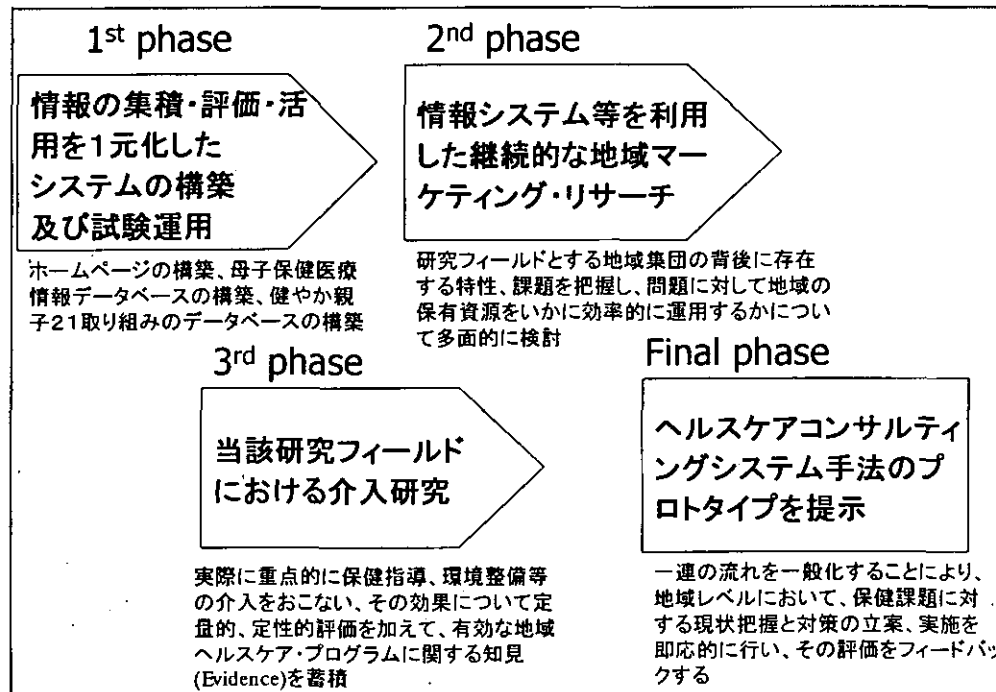 1st phase
情報の集積・評価・活
用を1元化した
システムの構築
及び試験運用
ホームページの構築、母子保健医療
情報データベースの構築、健やか親
子21取り組みのデータベースの構築
2nd phase
情報システム等を利用
した継続的な地域マー
ケティング・リサーチ
研究フィールドとする地域集団の背後に存在
する特性、課題を把握し、問題に対して地域の
保有資源をいかに効率的に運用するかについ
て多面的に検討
3rd phase
当該研究フィールド
における介入研究
実際に重点的に保健指導、環境整備等
の介入をおこない、その効果について定
量的、定性的評価を加えて、有効な地域
ヘルスケア・プログラムに関する知見
(Evidence)を蓄積
Final phase
ヘルスケアコンサルティ
ングシステム手法のプ
ロトタイプを提示
一連の流れを一般化することにより、
地域レベルにおいて、保健課題に対
する現状把握と対策の立案、実施を
即応的に行い、その評価をフィードバッ
クする